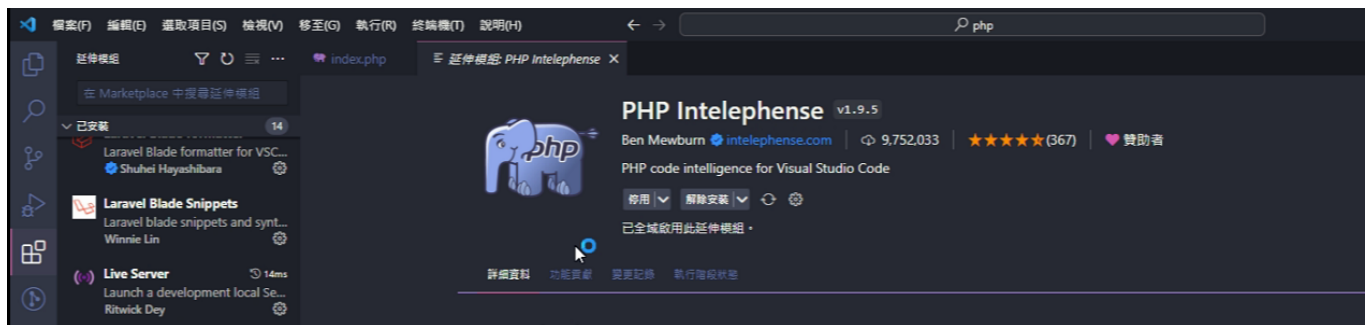 檔案(F) 編輯(E) 選取項目(S) 檢視(V) 移至(G) 執行(R) 終端機(T) 說明(H) php
延伸模組
index.php
延伸模組: PHP Intelephense
在 Marketplace 中搜尋延伸模組
已安裝 14
Laravel Blade formatter for VSC...
Shuhei Hayashibara
Laravel Blade Snippets
Laravel blade snippets and synt...
Winnie Lin
Live Server 14ms
Launch a development local Se...
Ritwick Dey
php
PHP Intelephense v1.9.5
Ben Mewburn intelephense.com 9,752,033 (367) 贊助者
PHP code intelligence for Visual Studio Code
停用 解除安裝
已全域啟用此延伸模組。
詳細資料 功能貢獻 變更記錄 執行階段狀態